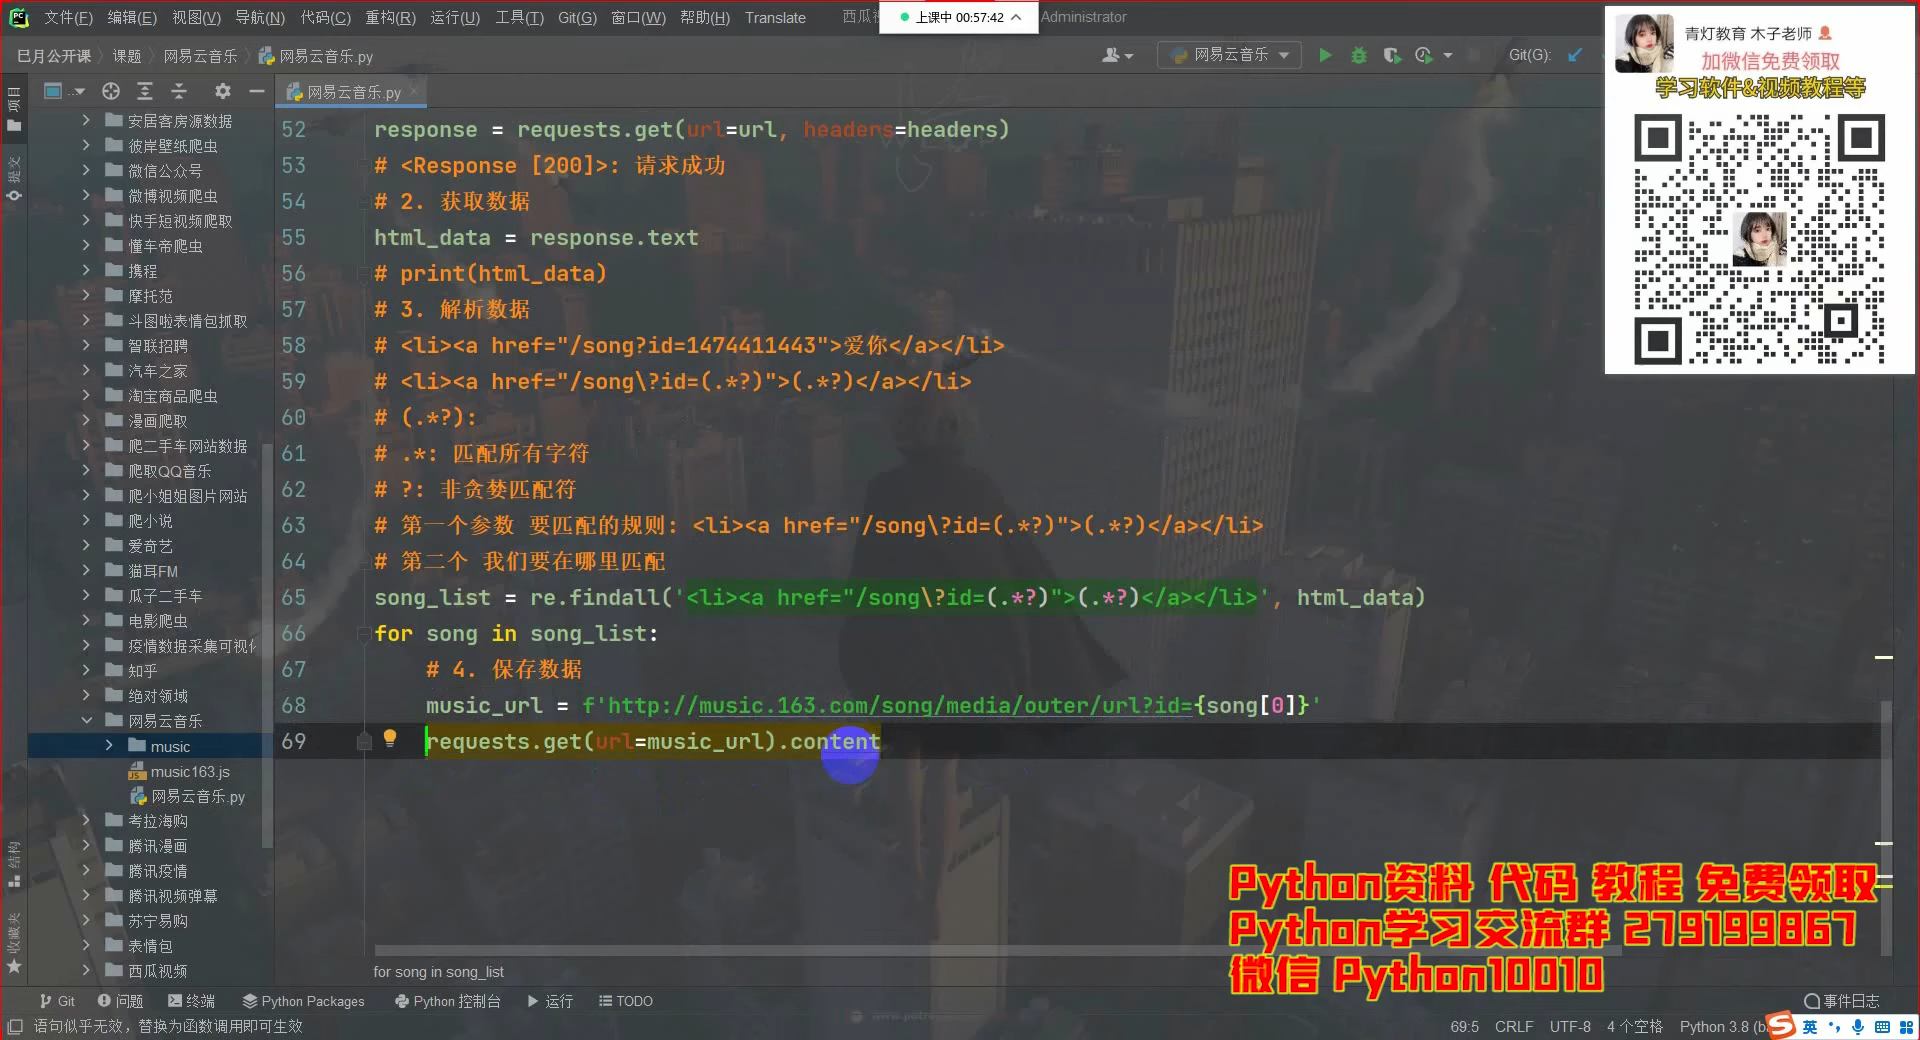 文件(F) 编辑(E) 视图(V) 导航(N) 代码(C) 重构(R) 运行(U) 工具(T) Git(G) 窗口(W) 帮助(H) Translate
上课中 00:57:42
Administrator
巳月公开课 课题 网易云音乐 网易云音乐.py
网易云音乐
Git(G):
青灯教育 木子老师
加微信免费领取
学习软件&视频教程等
网易云音乐.py
项目
提交
结构
收藏夹
安居客房源数据
彼岸壁纸爬虫
微信公众号
微博视频爬虫
快手短视频爬取
懂车帝爬虫
携程
摩托范
斗图啦表情包抓取
智联招聘
汽车之家
淘宝商品爬虫
漫画爬取
爬二手车网站数据
爬取QQ音乐
爬小姐姐图片网站
爬小说
爱奇艺
猫耳FM
瓜子二手车
电影爬虫
疫情数据采集可视化
知乎
绝对领域
网易云音乐
music
music163.js
网易云音乐.py
考拉海购
腾讯漫画
腾讯疫情
腾讯视频弹幕
苏宁易购
表情包
西瓜视频
52 response = requests.get(url=url, headers=headers)
53 # <Response [200]>: 请求成功
54 # 2. 获取数据
55 html_data = response.text
56 # print(html_data)
57 # 3. 解析数据
58 # <li><a href="/song?id=1474411443">爱你</a></li>
59 # <li><a href="/song\?id=(.*?)">(.*?)</a></li>
60 # (.*?):
61 # .*: 匹配所有字符
62 # ?: 非贪婪匹配符
63 # 第一个参数 要匹配的规则: <li><a href="/song\?id=(.*?)">(.*?)</a></li>
64 # 第二个 我们要在哪里匹配
65 song_list = re.findall('<li><a href="/song\?id=(.*?)">(.*?)</a></li>', html_data)
66 for song in song_list:
67 # 4. 保存数据
68 music_url = f'http://music.163.com/song/media/outer/url?id={song[0]}'
69 requests.get(url=music_url).content
Python资料 代码 教程 免费领取
Python学习交流群 279199867
微信 Python10010
for song in song_list
Git 问题 终端 Python Packages Python 控制台 运行 TODO
事件日志
语句似乎无效，替换为函数调用即可生效
69:5 CRLF UTF-8 4 个空格 Python 3.8
英